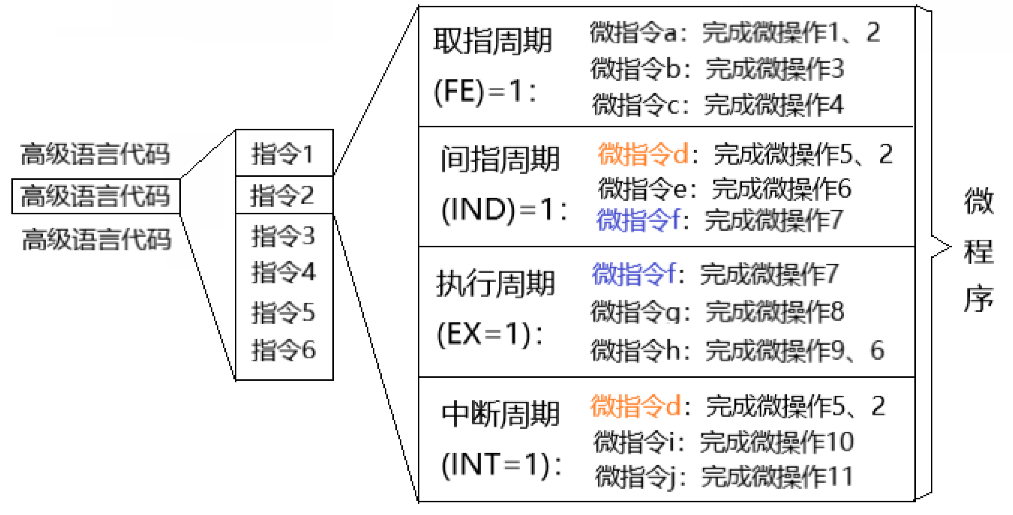 高级语言代码
高级语言代码
高级语言代码
指令1
指令2
指令3
指令4
指令5
指令6
取指周期
(FE)=1:
微指令a: 完成微操作1、2
微指令b: 完成微操作3
微指令c: 完成微操作4
间指周期
(IND)=1:
微指令d: 完成微操作5、2
微指令e: 完成微操作6
微指令f: 完成微操作7
执行周期
(EX=1):
微指令f: 完成微操作7
微指令g: 完成微操作8
微指令h: 完成微操作9、6
中断周期
(INT=1):
微指令d: 完成微操作5、2
微指令i: 完成微操作10
微指令j: 完成微操作11
微
程
序